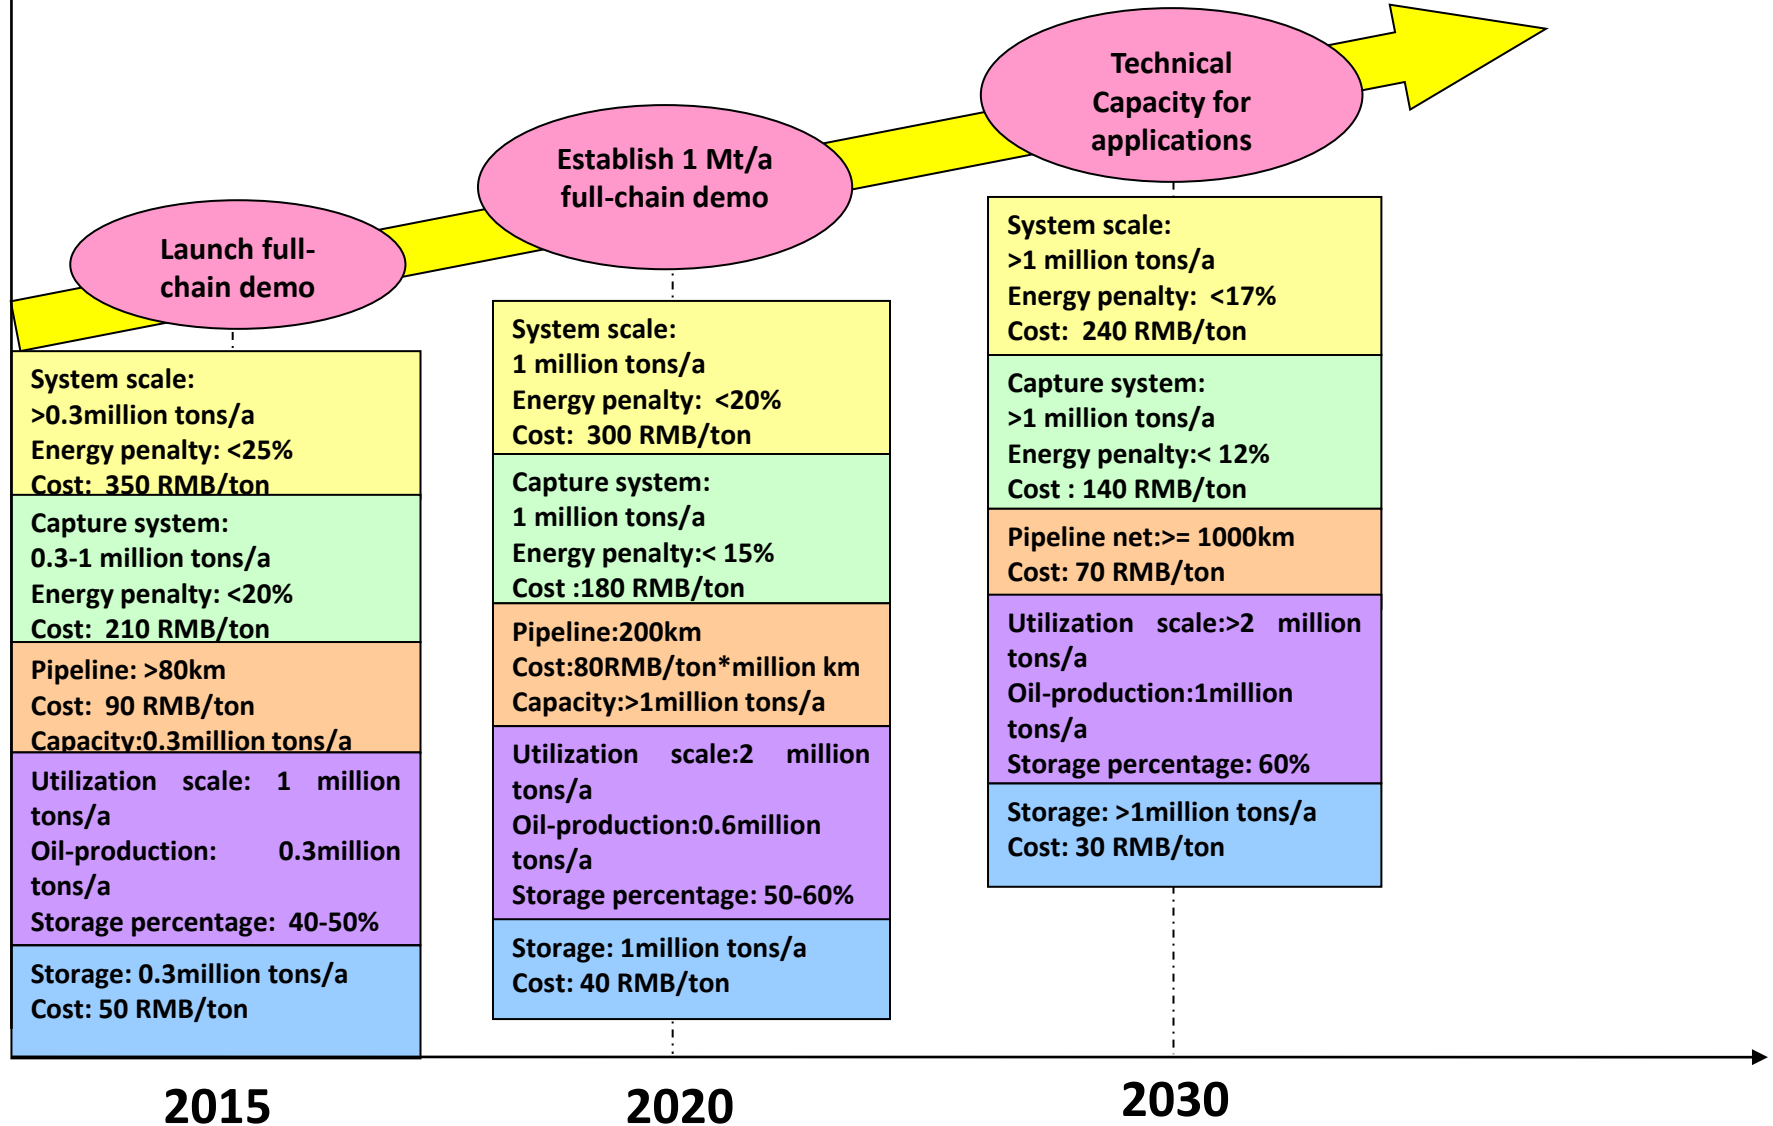 Launch full-
chain demo
System scale:
>0.3million tons/a
Energy penalty: <25%
Cost:  350 RMB/ton
Capture system:
0.3-1 million tons/a
Energy penalty: <20%
Cost:  210 RMB/ton
Pipeline: >80km
Cost:  90 RMB/ton
Capacity:0.3million tons/a
Utilization scale: 1 million
tons/a
Oil-production: 0.3million
tons/a
Storage percentage:  40-50%
Storage: 0.3million tons/a
Cost: 50 RMB/ton
2015
Establish 1 Mt/a
full-chain demo
System scale:
1 million tons/a
Energy penalty:  <20%
Cost:  300 RMB/ton
Capture system:
1 million tons/a
Energy penalty:< 15%
Cost :180 RMB/ton
Pipeline:200km
Cost:80RMB/ton*million km
Capacity:>1million tons/a
Utilization scale:2 million
tons/a
Oil-production:0.6million
tons/a
Storage percentage: 50-60%
Storage: 1million tons/a
Cost: 40 RMB/ton
2020
Technical
Capacity for
applications
System scale:
>1 million tons/a
Energy penalty:  <17%
Cost:  240 RMB/ton
Capture system:
>1 million tons/a
Energy penalty:< 12%
Cost : 140 RMB/ton
Pipeline net:>= 1000km
Cost: 70 RMB/ton
Utilization scale:>2 million
tons/a
Oil-production:1million
tons/a
Storage percentage: 60%
Storage: >1million tons/a
Cost: 30 RMB/ton
2030